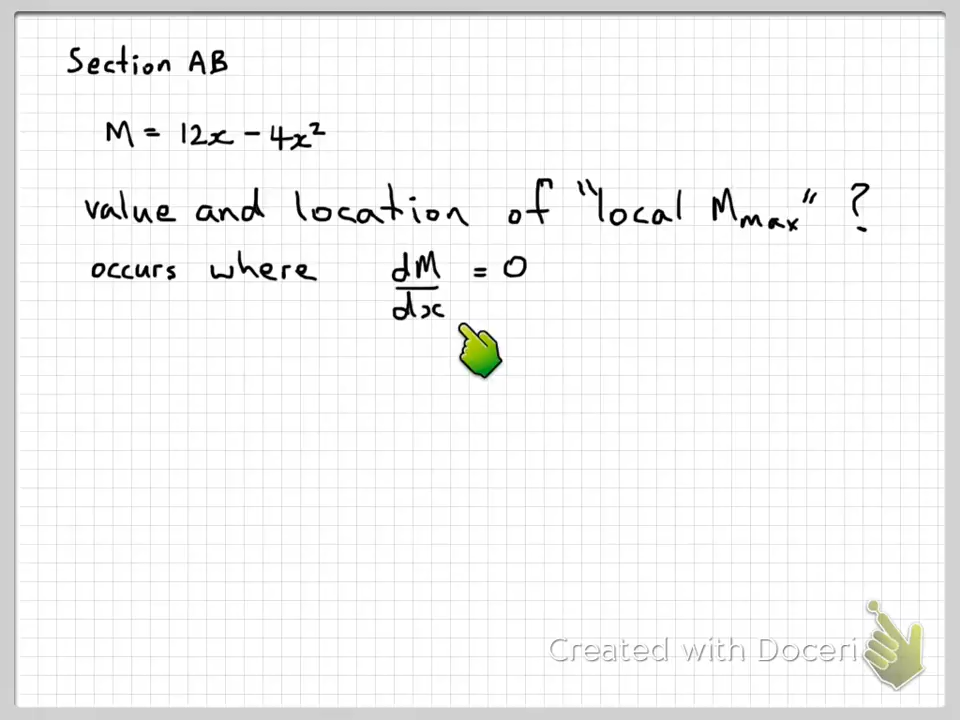 Section AB
M = 12x - 4x²
value and location of "local Mmax" ?
occurs where dM/dx = 0
Created with Doceri